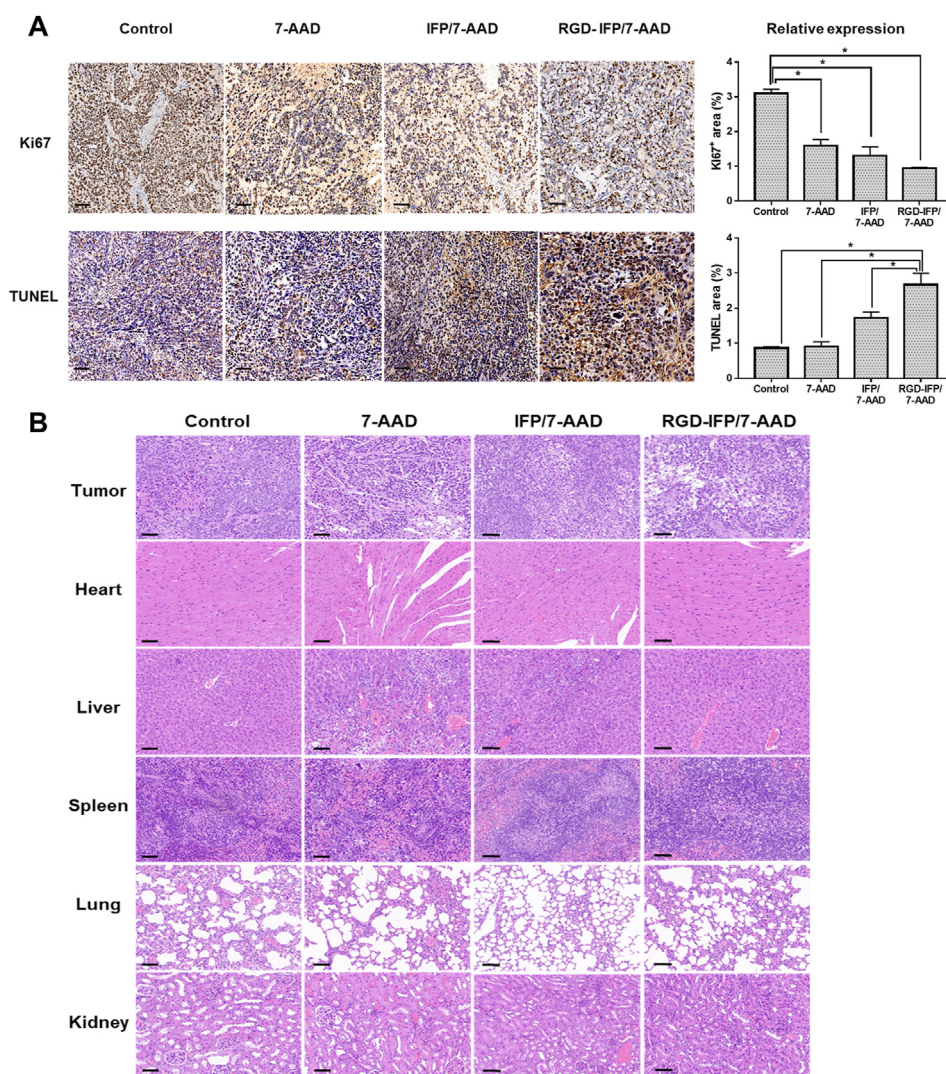 A
Control 7-AAD IFP/7-AAD RGD- IFP/7-AAD Relative expression
Ki67
KI67⁺ area (%)
4
3
2
1
0
*
*
*
Control 7-AAD IFP/7-AAD RGD-IFP/7-AAD
TUNEL
TUNEL area (%)
4
3
2
1
0
*
*
*
Control 7-AAD IFP/7-AAD RGD-IFP/7-AAD
B
Control 7-AAD IFP/7-AAD RGD-IFP/7-AAD
Tumor
Heart
Liver
Spleen
Lung
Kidney